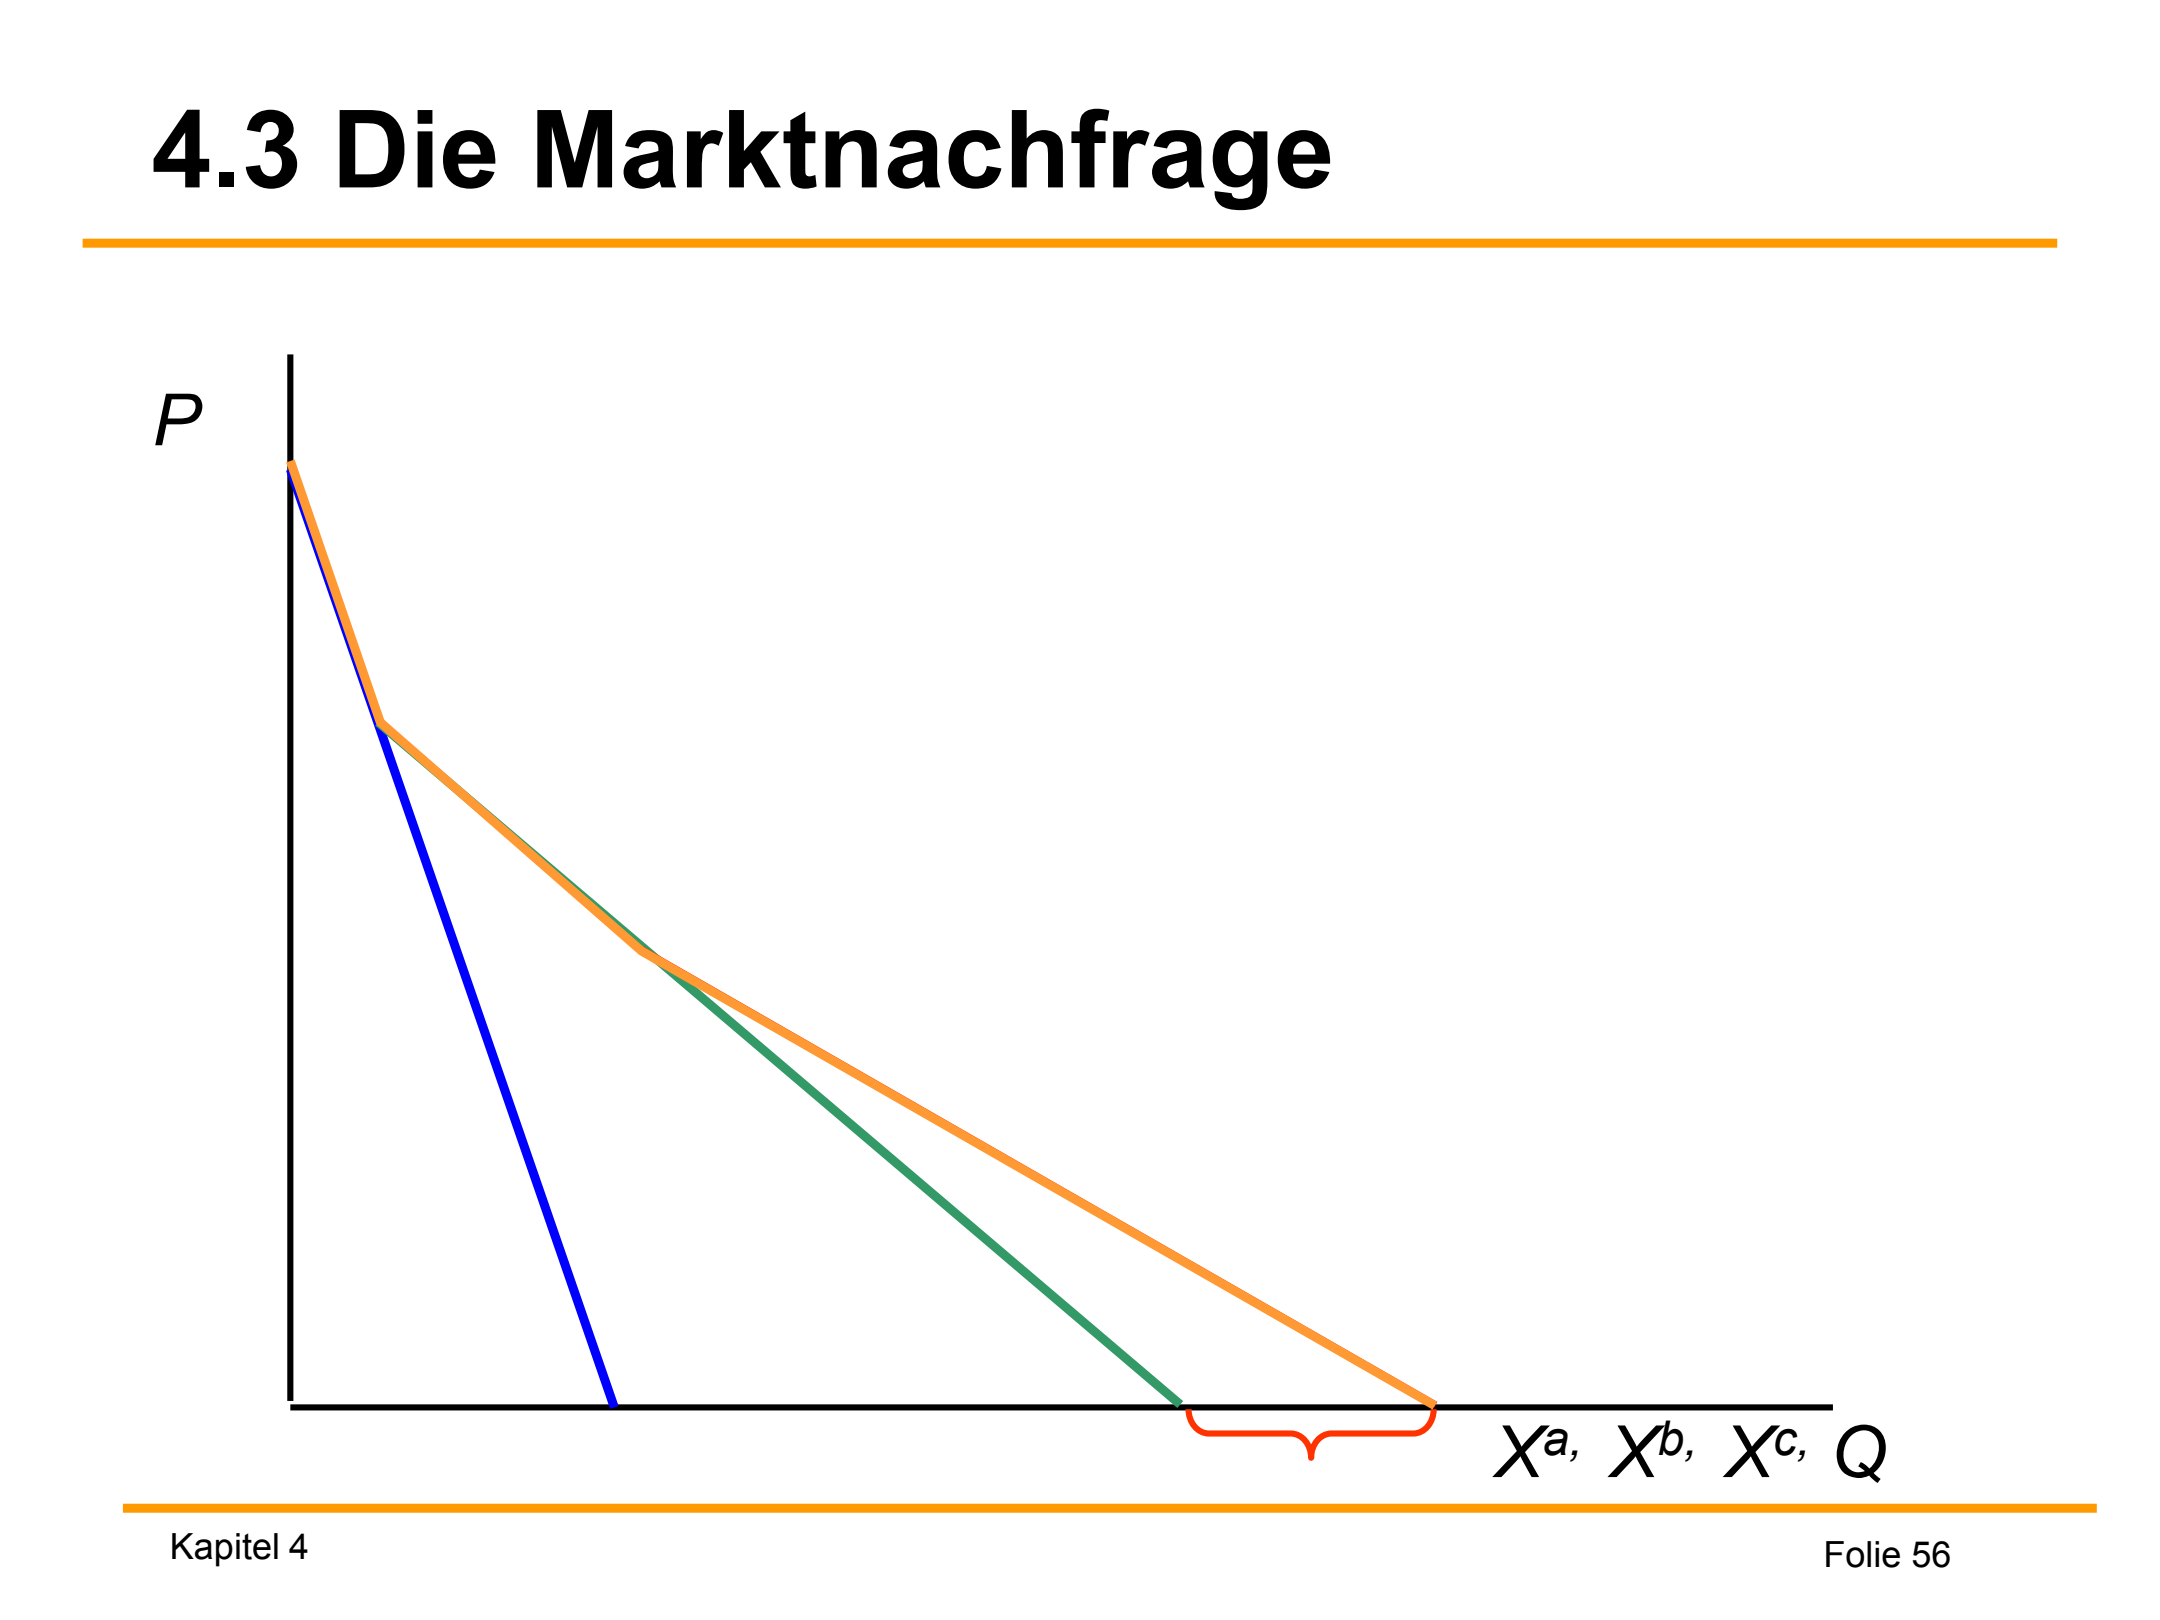 4.3 Die Marktnachfrage
P
Xᵃ, Xᵇ, Xᶜ, Q
Kapitel 4
Folie 56